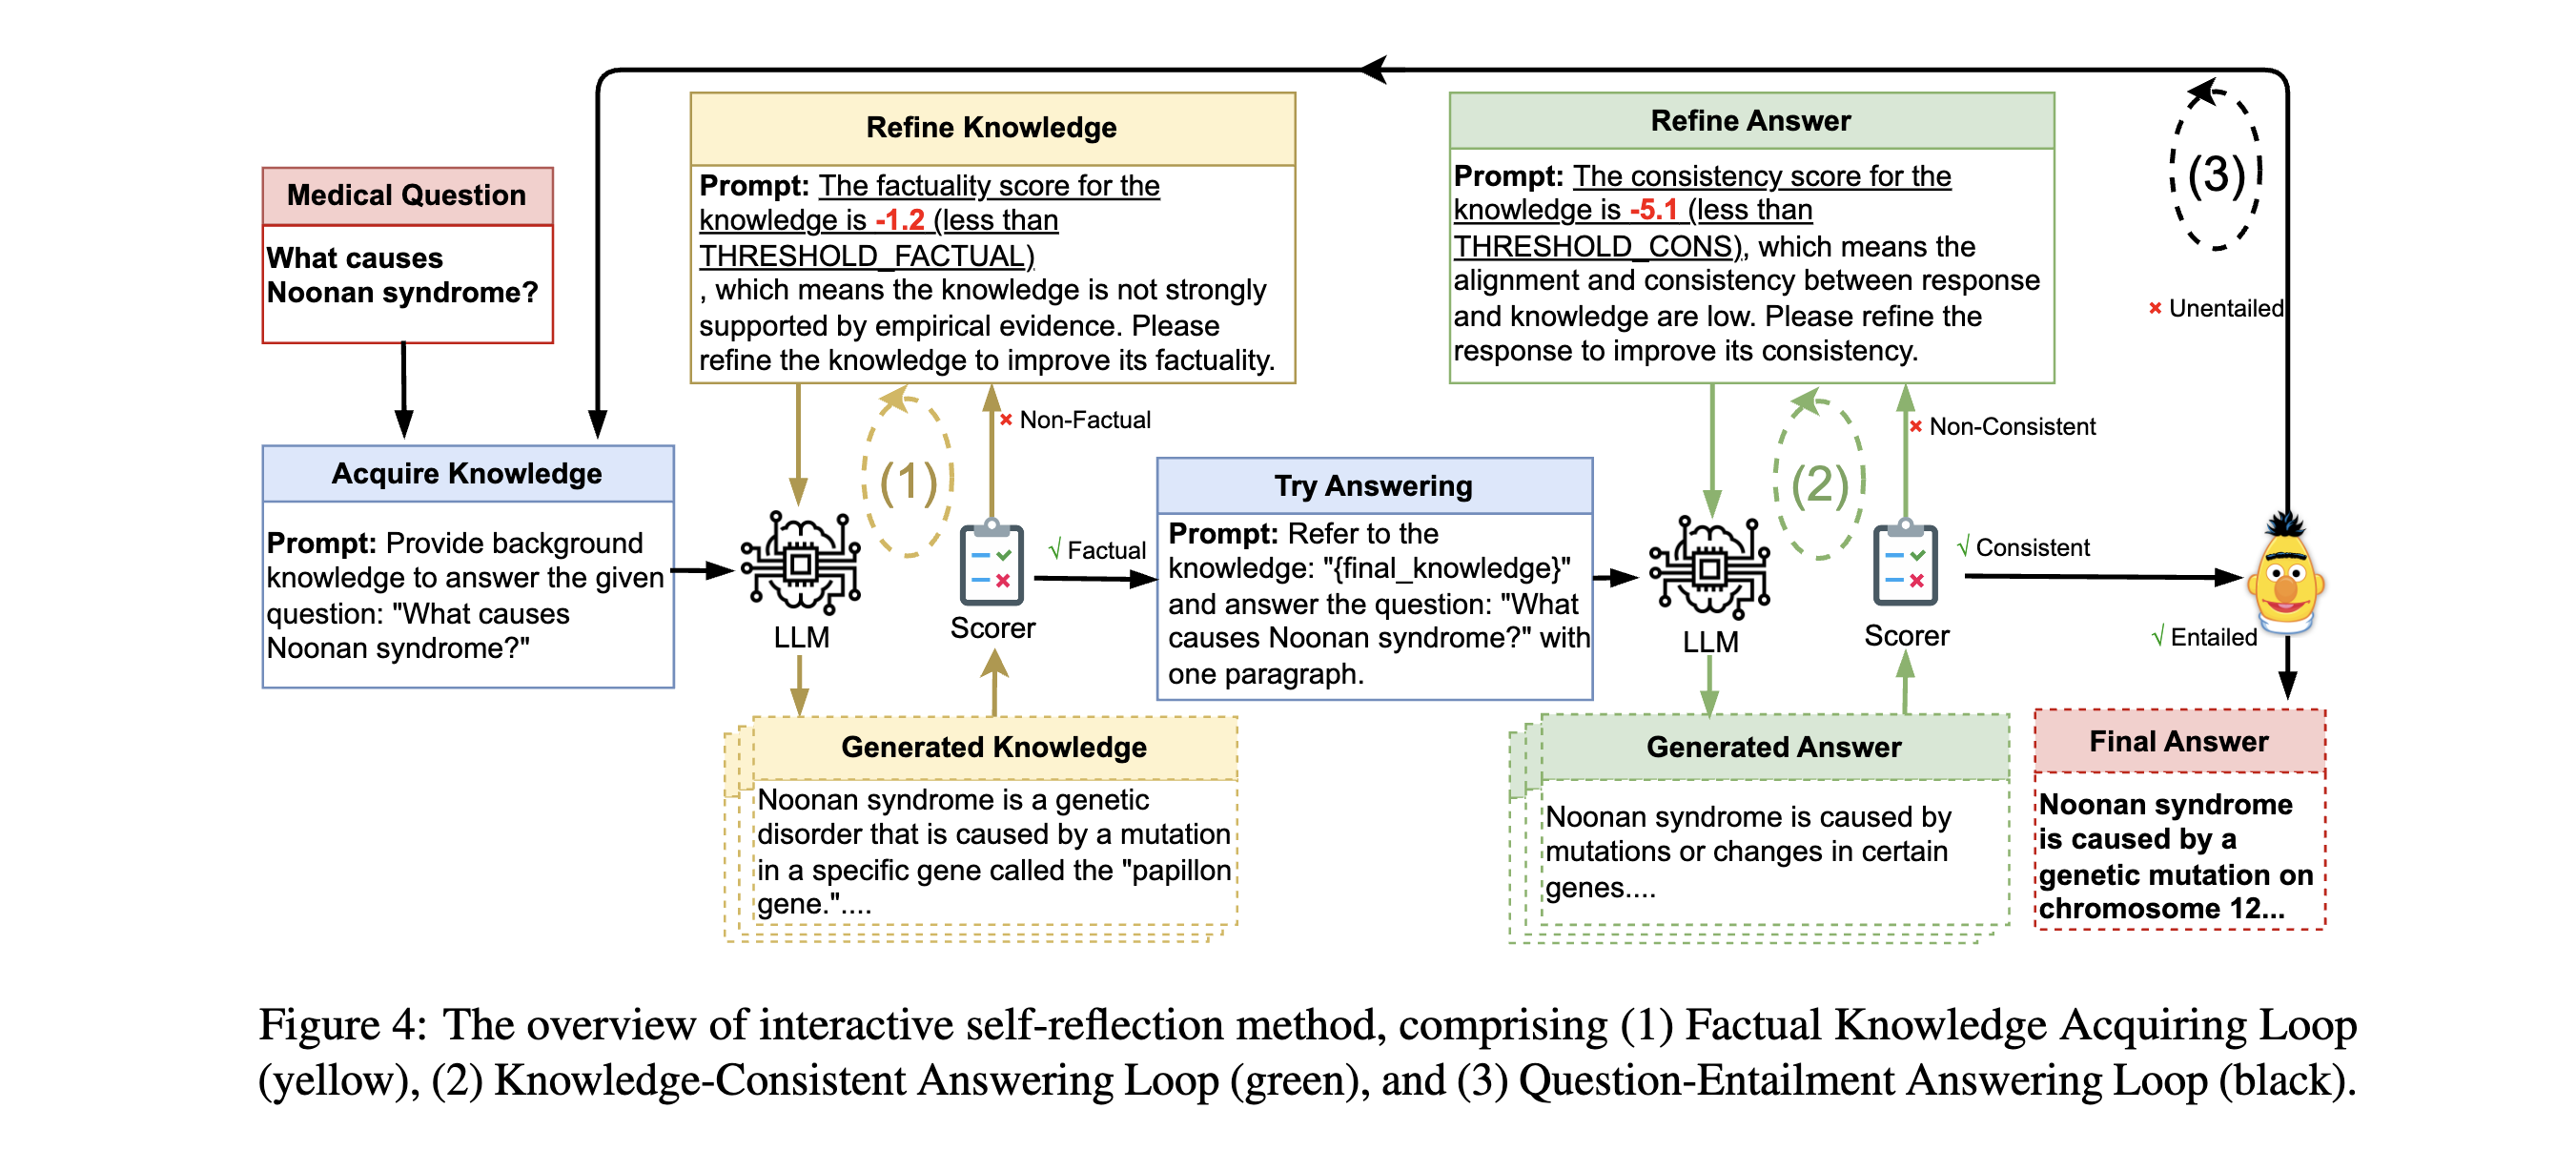 Medical Question
What causes
Noonan syndrome?
Acquire Knowledge
Prompt: Provide background
knowledge to answer the given
question: "What causes
Noonan syndrome?"
Refine Knowledge
Prompt: The factuality score for the
knowledge is -1.2 (less than
THRESHOLD_FACTUAL)
, which means the knowledge is not strongly
supported by empirical evidence. Please
refine the knowledge to improve its factuality.
(1)
× Non-Factual
LLM
Scorer
√ Factual
Generated Knowledge
Noonan syndrome is a genetic
disorder that is caused by a mutation
in a specific gene called the "papillon
gene."....
Try Answering
Prompt: Refer to the
knowledge: "{final_knowledge}"
and answer the question: "What
causes Noonan syndrome?" with
one paragraph.
Refine Answer
Prompt: The consistency score for the
knowledge is -5.1 (less than
THRESHOLD_CONS), which means the
alignment and consistency between response
and knowledge are low. Please refine the
response to improve its consistency.
(2)
× Non-Consistent
LLM
Scorer
√ Consistent
Generated Answer
Noonan syndrome is caused by
mutations or changes in certain
genes....
(3)
× Unentailed
√ Entailed
Final Answer
Noonan syndrome
is caused by a
genetic mutation on
chromosome 12...
Figure 4: The overview of interactive self-reflection method, comprising (1) Factual Knowledge Acquiring Loop
(yellow), (2) Knowledge-Consistent Answering Loop (green), and (3) Question-Entailment Answering Loop (black).